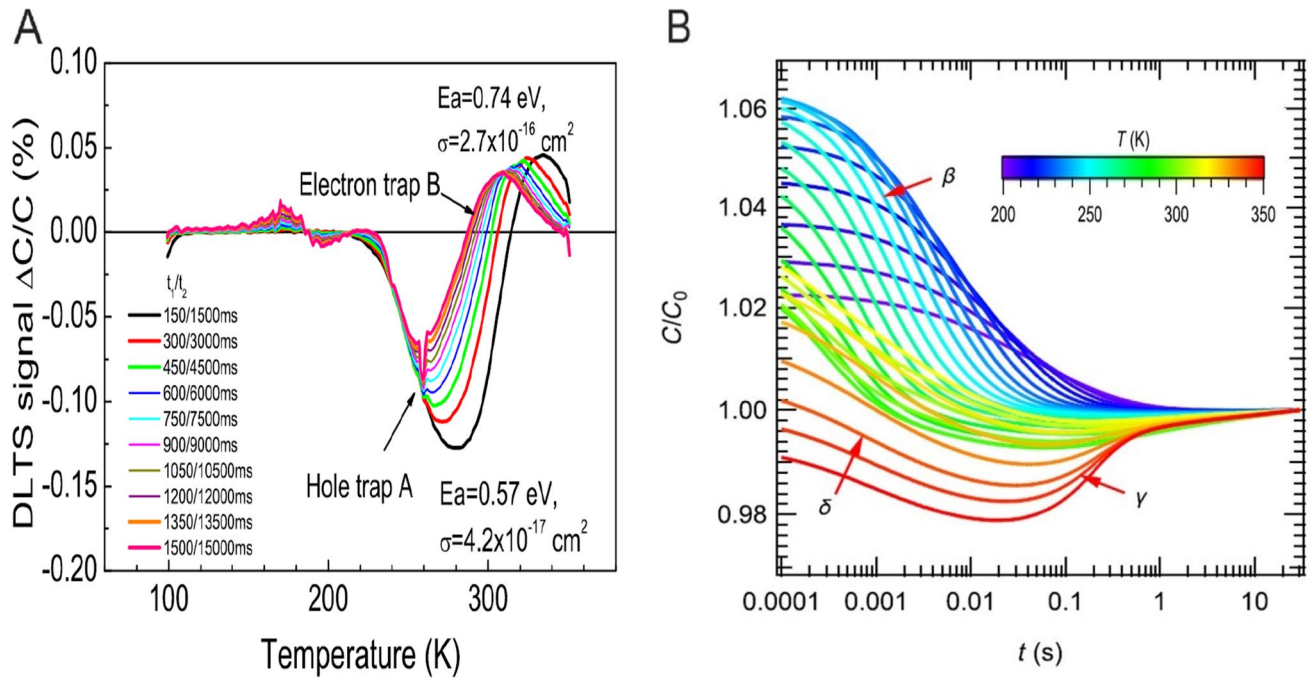 A
DLTS signal ΔC/C (%)
0.10
0.05
0.00
-0.05
-0.10
-0.15
-0.20
Ea=0.74 eV,
σ=2.7x10⁻¹⁶ cm²
Electron trap B
t₁/t₂
150/1500ms
300/3000ms
450/4500ms
600/6000ms
750/7500ms
900/9000ms
1050/10500ms
1200/12000ms
1350/13500ms
1500/15000ms
Hole trap A
Ea=0.57 eV,
σ=4.2x10⁻¹⁷ cm²
100
200
300
Temperature (K)
B
C/C₀
1.06
1.04
1.02
1.00
0.98
T (K)
200
250
300
350
β
δ
γ
0.0001
0.001
0.01
0.1
1
10
t (s)